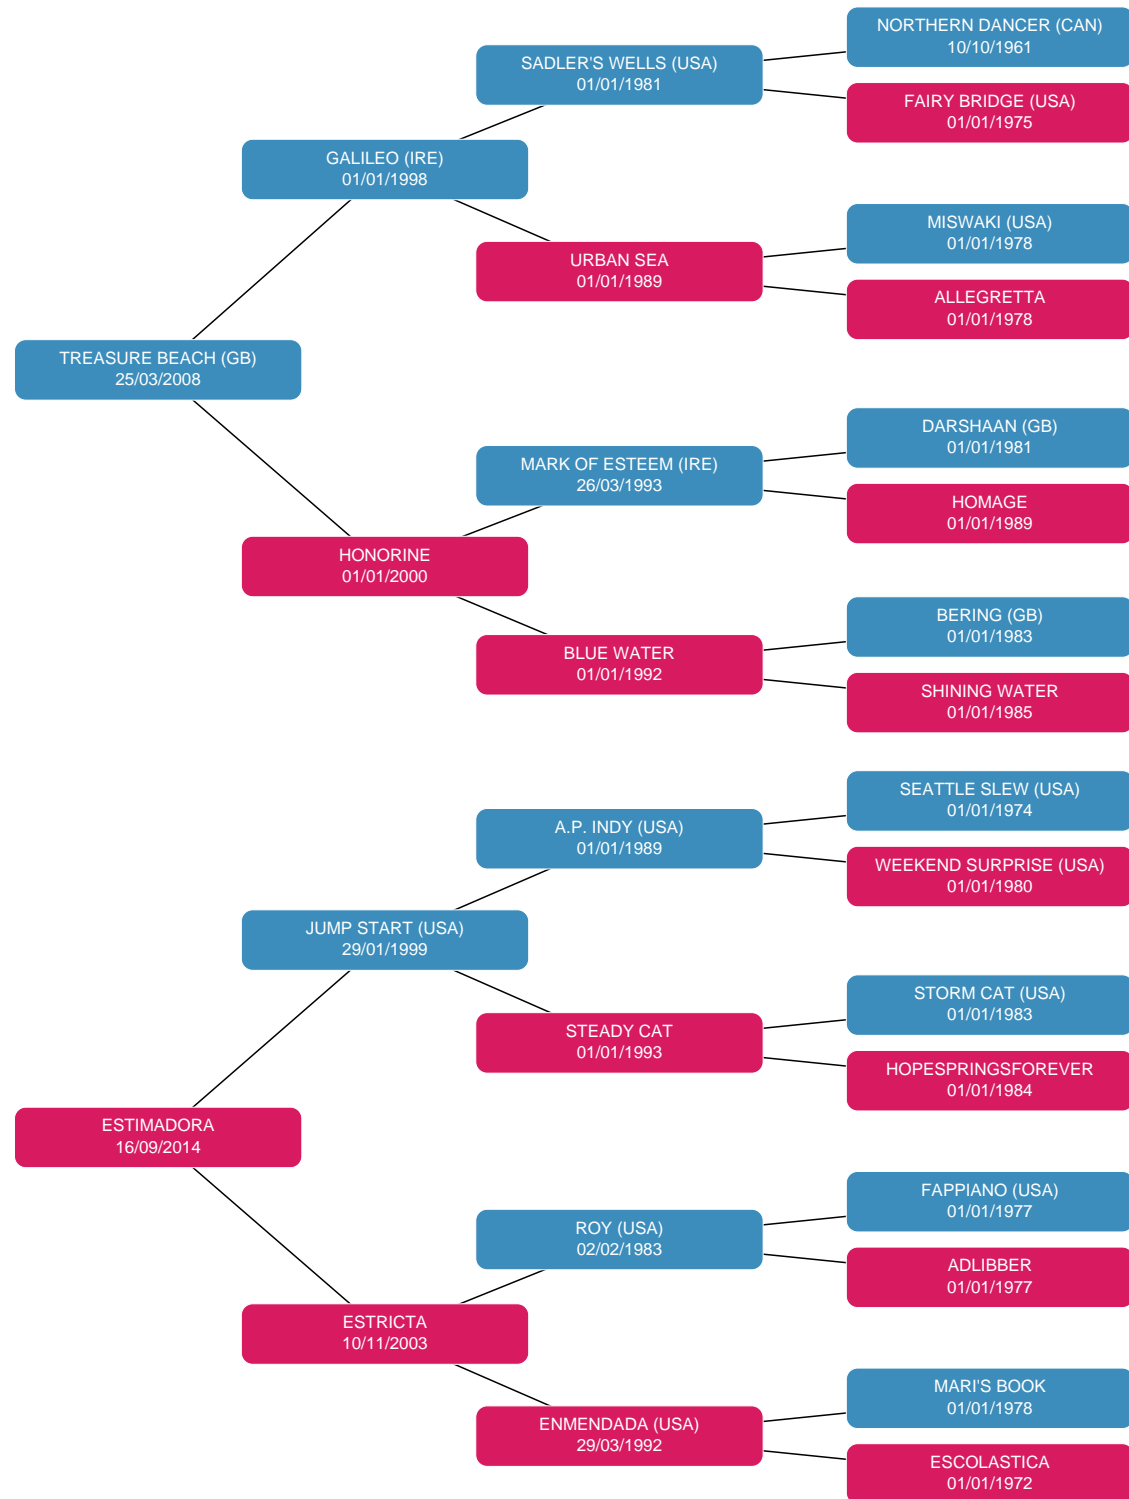 NORTHERN DANCER (CAN)
10/10/1961
SADLER'S WELLS (USA)
01/01/1981
FAIRY BRIDGE (USA)
01/01/1975
GALILEO (IRE)
01/01/1998
MISWAKI (USA)
01/01/1978
URBAN SEA
01/01/1989
ALLEGRETTA
01/01/1978
TREASURE BEACH (GB)
25/03/2008
DARSHAAN (GB)
01/01/1981
MARK OF ESTEEM (IRE)
26/03/1993
HOMAGE
01/01/1989
HONORINE
01/01/2000
BERING (GB)
01/01/1983
BLUE WATER
01/01/1992
SHINING WATER
01/01/1985
SEATTLE SLEW (USA)
01/01/1974
A.P. INDY (USA)
01/01/1989
WEEKEND SURPRISE (USA)
01/01/1980
JUMP START (USA)
29/01/1999
STORM CAT (USA)
01/01/1983
STEADY CAT
01/01/1993
HOPESPRINGSFOREVER
01/01/1984
ESTIMADORA
16/09/2014
FAPPIANO (USA)
01/01/1977
ROY (USA)
02/02/1983
ADLIBBER
01/01/1977
ESTRICTA
10/11/2003
MARI'S BOOK
01/01/1978
ENMENDADA (USA)
29/03/1992
ESCOLASTICA
01/01/1972